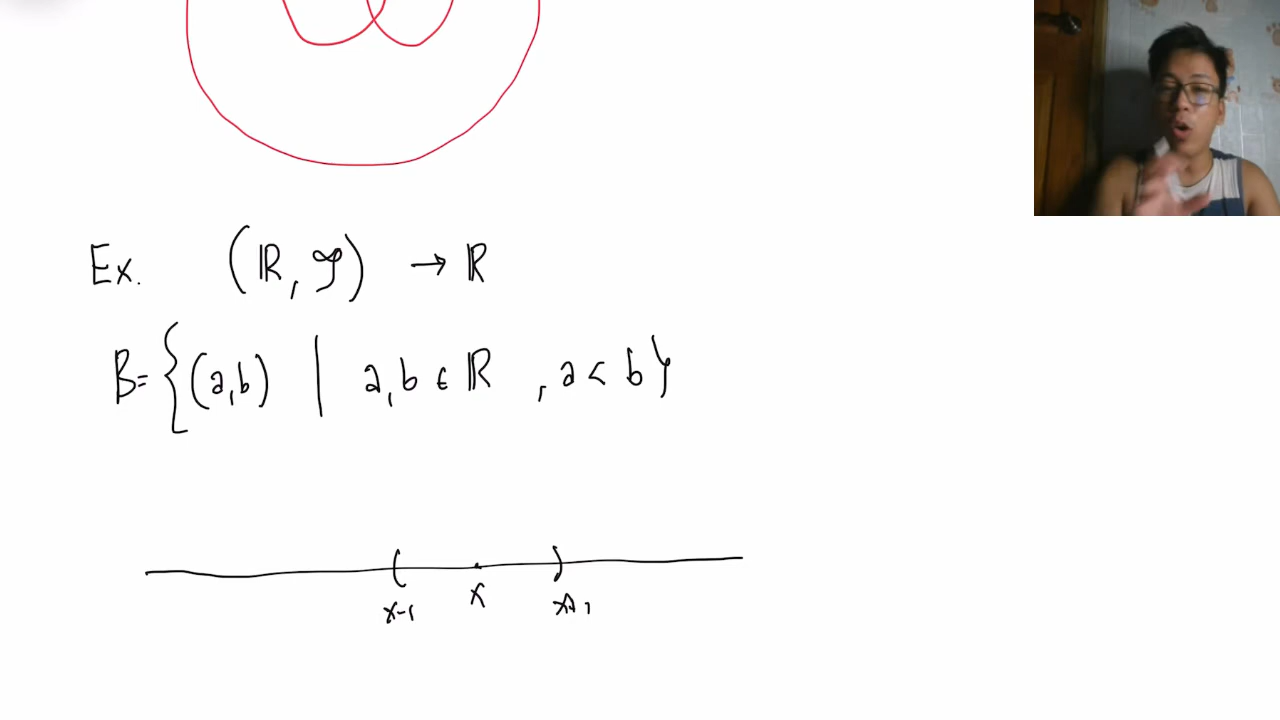 Ex. (ℝ, 𝒯) → ℝ
B = {(a,b) | a,b ∈ ℝ , a < b}
x-1 x x+1